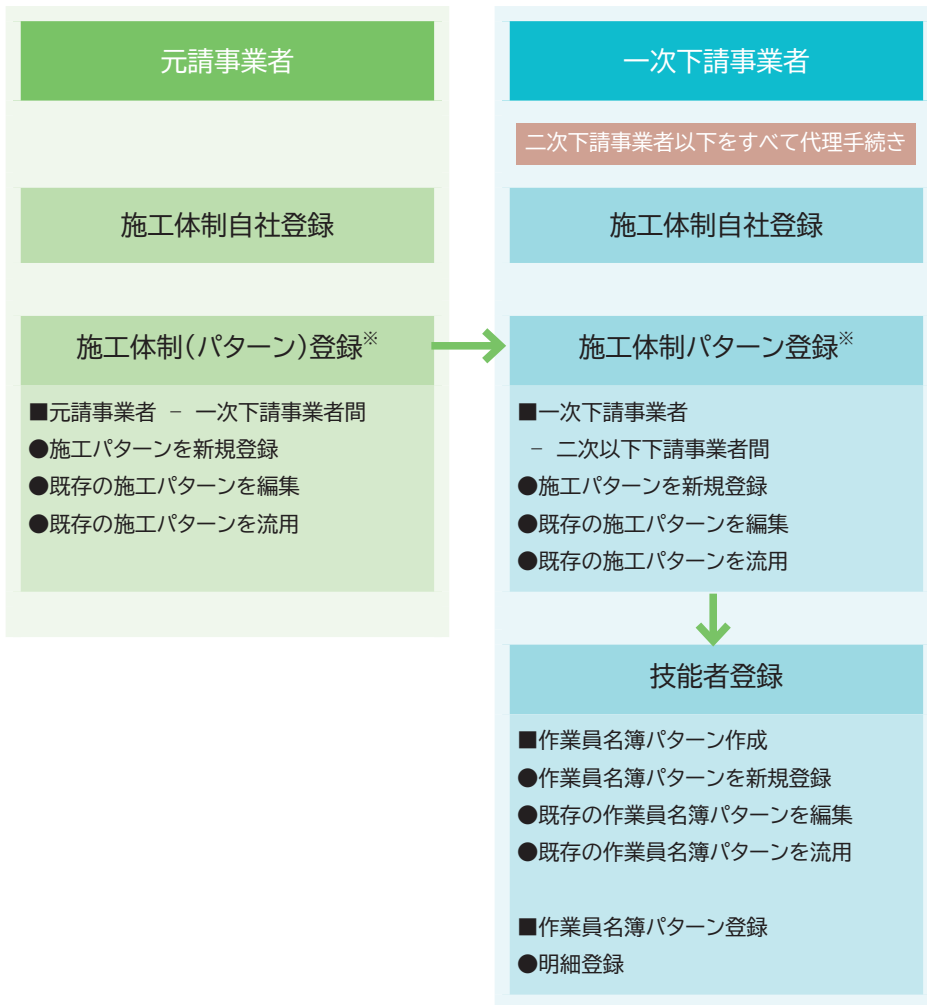 元請事業者
施工体制自社登録
施工体制(パターン)登録※
■元請事業者 − 一次下請事業者間
●施工パターンを新規登録
●既存の施工パターンを編集
●既存の施工パターンを流用
一次下請事業者
二次下請事業者以下をすべて代理手続き
施工体制自社登録
施工体制パターン登録※
■一次下請事業者
− 二次以下下請事業者間
●施工パターンを新規登録
●既存の施工パターンを編集
●既存の施工パターンを流用
技能者登録
■作業員名簿パターン作成
●作業員名簿パターンを新規登録
●既存の作業員名簿パターンを編集
●既存の作業員名簿パターンを流用
■作業員名簿パターン登録
●明細登録